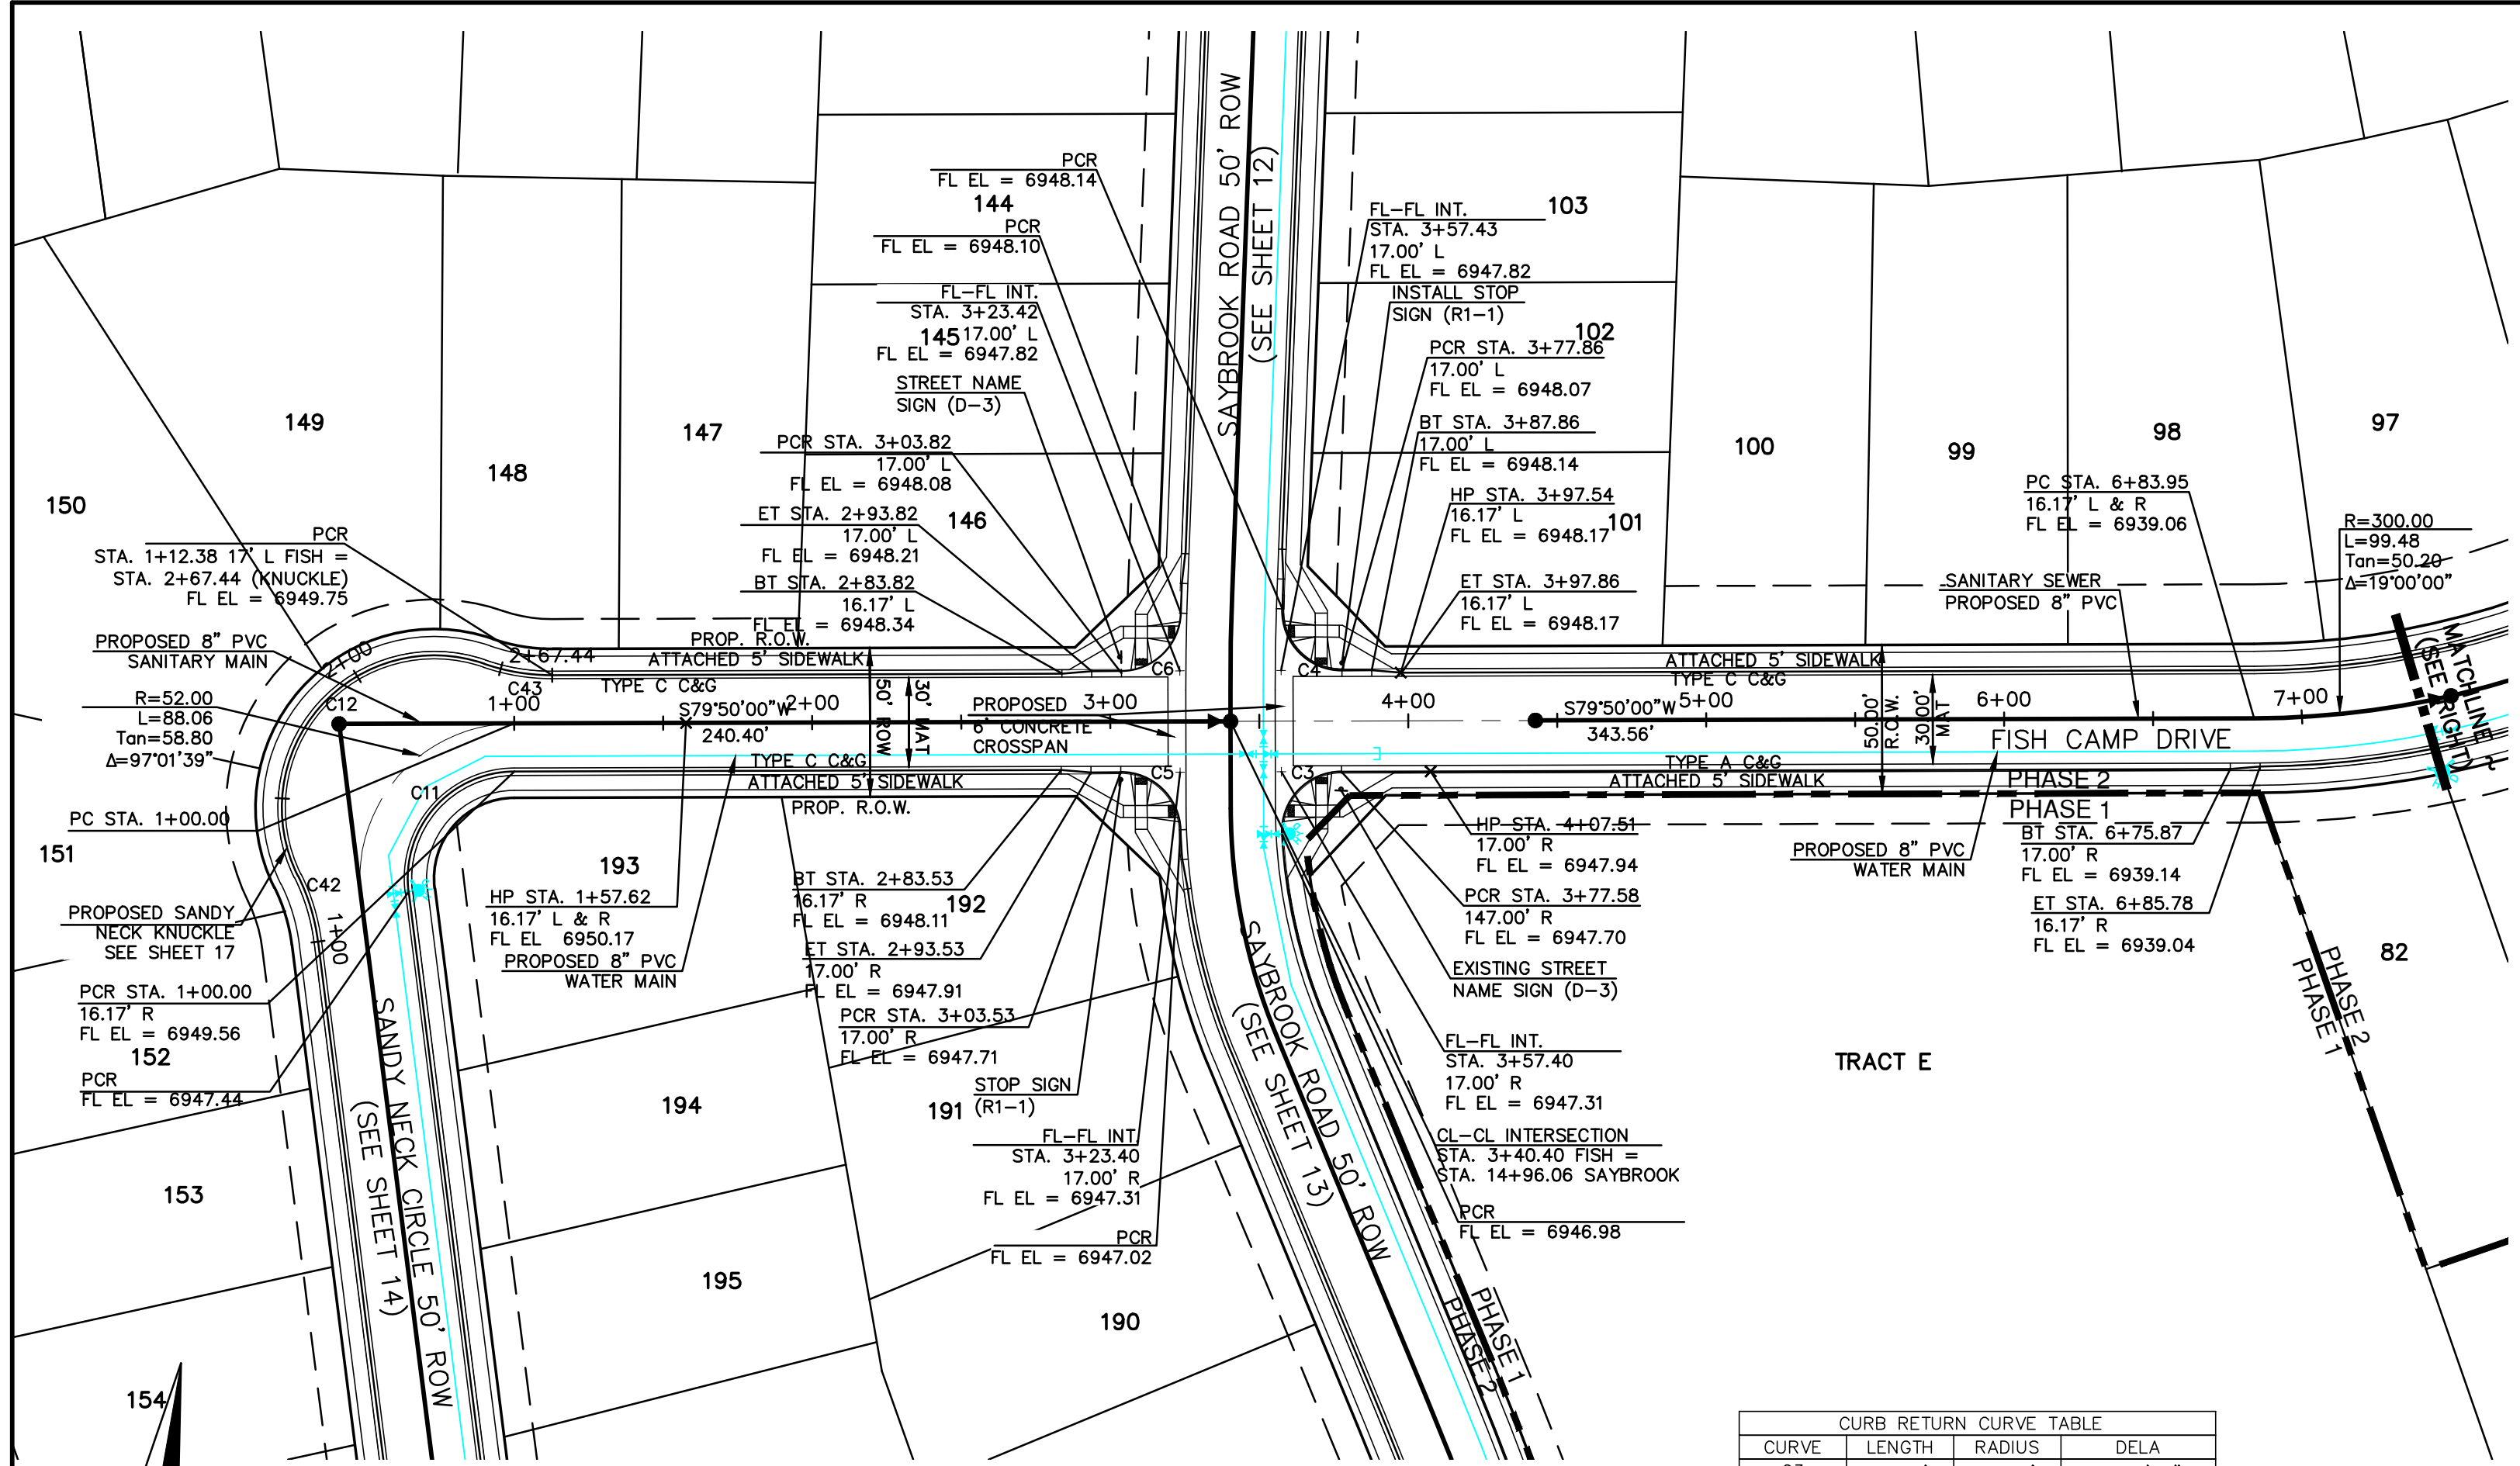 PCR
FL EL = 6948.14
144
PCR
FL EL = 6948.10
FL-FL INT.
STA. 3+23.42
145
17.00' L
FL EL = 6947.82
STREET NAME
SIGN (D-3)
PCR STA. 3+03.82
17.00' L
FL EL = 6948.08
ET STA. 2+93.82
17.00' L
FL EL = 6948.21
146
BT STA. 2+83.82
16.17' L
FL EL = 6948.34
SAYBROOK ROAD 50' ROW
(SEE SHEET 12)
FL-FL INT.
STA. 3+57.43
17.00' L
FL EL = 6947.82
103
INSTALL STOP
SIGN (R1-1)
102
PCR STA. 3+77.86
17.00' L
FL EL = 6948.07
BT STA. 3+87.86
17.00' L
FL EL = 6948.14
HP STA. 3+97.54
16.17' L
FL EL = 6948.17
101
ET STA. 3+97.86
16.17' L
FL EL = 6948.17
100
99
98
97
PC STA. 6+83.95
16.17' L & R
FL EL = 6939.06
R=300.00
L=99.48
Tan=50.20
Δ=19°00'00"
SANITARY SEWER
PROPOSED 8" PVC
MATCHLINE ~
(SEE RIGHT)
149
148
147
150
PCR
STA. 1+12.38 17' L FISH =
STA. 2+67.44 (KNUCKLE)
FL EL = 6949.75
PROPOSED 8" PVC
SANITARY MAIN
R=52.00
L=88.06
Tan=58.80
Δ=97°01'39"
PC STA. 1+00.00
151
PROPOSED SANDY
NECK KNUCKLE
SEE SHEET 17
PCR STA. 1+00.00
16.17' R
FL EL = 6949.56
152
PCR
FL EL = 6947.44
153
154
2+00
2+67.44
C43
C12
C11
C42
1+00
PROP. R.O.W.
ATTACHED 5' SIDEWALK
TYPE C C&G
1+00
2+00
3+00
4+00
5+00
6+00
7+00
S79°50'00"W
240.40'
50' ROW
30' MAT
PROPOSED
6' CONCRETE
CROSSPAN
TYPE C C&G
ATTACHED 5' SIDEWALK
PROP. R.O.W.
C6
C4
C5
C3
ATTACHED 5' SIDEWALK
TYPE C C&G
S79°50'00"W
343.56'
50.00'
R.O.W.
30.00'
MAT
FISH CAMP DRIVE
TYPE A C&G
ATTACHED 5' SIDEWALK
PHASE 2
PHASE 1
193
HP STA. 1+57.62
16.17' L & R
FL EL 6950.17
PROPOSED 8" PVC
WATER MAIN
BT STA. 2+83.53
16.17' R
FL EL = 6948.11
192
ET STA. 2+93.53
17.00' R
FL EL = 6947.91
PCR STA. 3+03.53
17.00' R
FL EL = 6947.71
STOP SIGN
(R1-1)
191
FL-FL INT.
STA. 3+23.40
17.00' R
FL EL = 6947.31
PCR
FL EL = 6947.02
194
195
190
SANDY NECK CIRCLE 50' ROW
(SEE SHEET 14)
SAYBROOK ROAD 50' ROW
(SEE SHEET 13)
HP STA. 4+07.51
17.00' R
FL EL = 6947.94
PCR STA. 3+77.58
147.00' R
FL EL = 6947.70
EXISTING STREET
NAME SIGN (D-3)
FL-FL INT.
STA. 3+57.40
17.00' R
FL EL = 6947.31
CL-CL INTERSECTION
STA. 3+40.40 FISH =
STA. 14+96.06 SAYBROOK
PCR
FL EL = 6946.98
PROPOSED 8" PVC
WATER MAIN
BT STA. 6+75.87
17.00' R
FL EL = 6939.14
ET STA. 6+85.78
16.17' R
FL EL = 6939.04
82
PHASE 2
PHASE 1
TRACT E
PHASE 1
PHASE 2
CURB RETURN CURVE TABLE
CURVE LENGTH RADIUS DELA